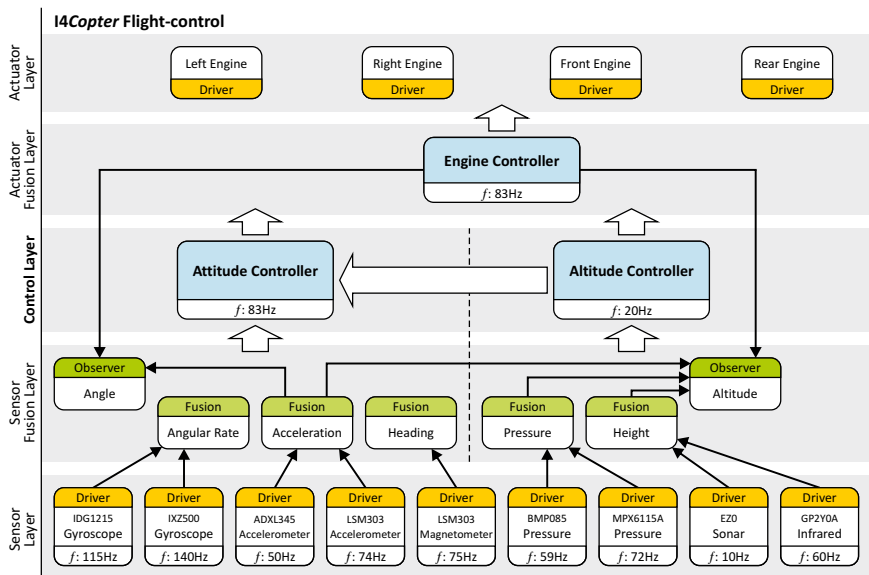 I4Copter Flight-control
Actuator
Layer
Left Engine
Driver
Right Engine
Driver
Front Engine
Driver
Rear Engine
Driver
Actuator
Fusion Layer
Engine Controller
f: 83Hz
Control Layer
Attitude Controller
f: 83Hz
Altitude Controller
f: 20Hz
Sensor
Fusion Layer
Observer
Angle
Fusion
Angular Rate
Fusion
Acceleration
Fusion
Heading
Fusion
Pressure
Fusion
Height
Observer
Altitude
Sensor
Layer
Driver
IDG1215
Gyroscope
f: 115Hz
Driver
IXZ500
Gyroscope
f: 140Hz
Driver
ADXL345
Accelerometer
f: 50Hz
Driver
LSM303
Accelerometer
f: 74Hz
Driver
LSM303
Magnetometer
f: 75Hz
Driver
BMP085
Pressure
f: 59Hz
Driver
MPX6115A
Pressure
f: 72Hz
Driver
EZ0
Sonar
f: 10Hz
Driver
GP2Y0A
Infrared
f: 60Hz